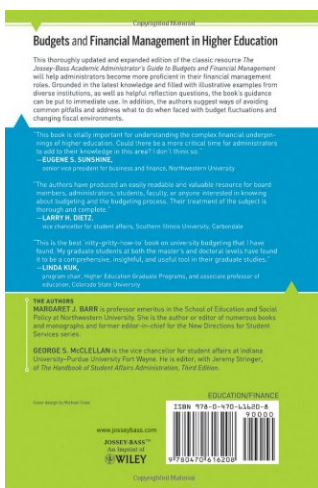 Copyrighted Material
Budgets and Financial Management in Higher Education
This thoroughly updated and expanded edition of the classic resource The
Jossey-Bass Academic Administrator's Guide to Budgets and Financial Management
will help administrators become more proficient in their financial management
roles. Grounded in the latest knowledge and filled with illustrative examples from
diverse institutions, as well as helpful reflection questions, the book's guidance
can be put to immediate use. In addition, the authors suggest ways of avoiding
common pitfalls and address what to do when faced with budget fluctuations and
changing fiscal environments.
"This book is vitally important for understanding the complex financial underpin-
nings of higher education. Could there be a more critical time for administrators
to add to their knowledge in this area? I don't think so."
—EUGENE S. SUNSHINE,
senior vice president for business and finance, Northwestern University
"The authors have produced an easily readable and valuable resource for board
members, administrators, students, faculty, or anyone interested in knowing
about budgeting and the budgeting process. Their treatment of the subject is
thorough and complete."
—LARRY H. DIETZ,
vice chancellor for student affairs, Southern Illinois University, Carbondale
"This is the best 'nitty-gritty-how-to' book on university budgeting that I have
found. My graduate students at both the master's and doctoral levels have found
it to be a comprehensive, insightful, and useful tool in their graduate studies."
—LINDA KUK,
program chair, Higher Education Graduate Programs, and associate professor of
education, Colorado State University
THE AUTHORS
MARGARET J. BARR is professor emeritus in the School of Education and Social
Policy at Northwestern University. She is the author or editor of numerous books
and monographs and former editor-in-chief for the New Directions for Student
Services series.
GEORGE S. McCLELLAN is the vice chancellor for student affairs at Indiana
University–Purdue University Fort Wayne. He is editor, with Jeremy Stringer,
of The Handbook of Student Affairs Administration, Third Edition.
EDUCATION/FINANCE
Cover design by Michael Cook
ISBN 978-0-470-61620-8
90000
www.josseybass.com
JOSSEY-BASS™
An Imprint of
WILEY
9 780470 616208
Copyrighted Material